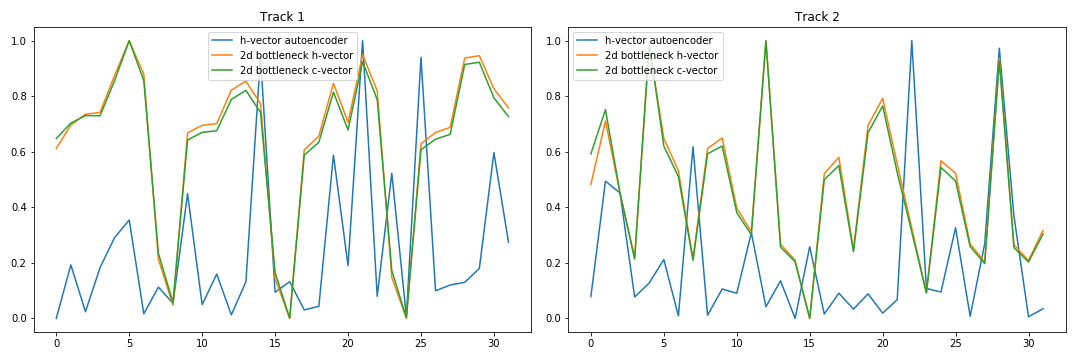 Track 1
h-vector autoencoder
2d bottleneck h-vector
2d bottleneck c-vector
1.0
0.8
0.6
0.4
0.2
0.0
0 5 10 15 20 25 30
Track 2
h-vector autoencoder
2d bottleneck h-vector
2d bottleneck c-vector
1.0
0.8
0.6
0.4
0.2
0.0
0 5 10 15 20 25 30